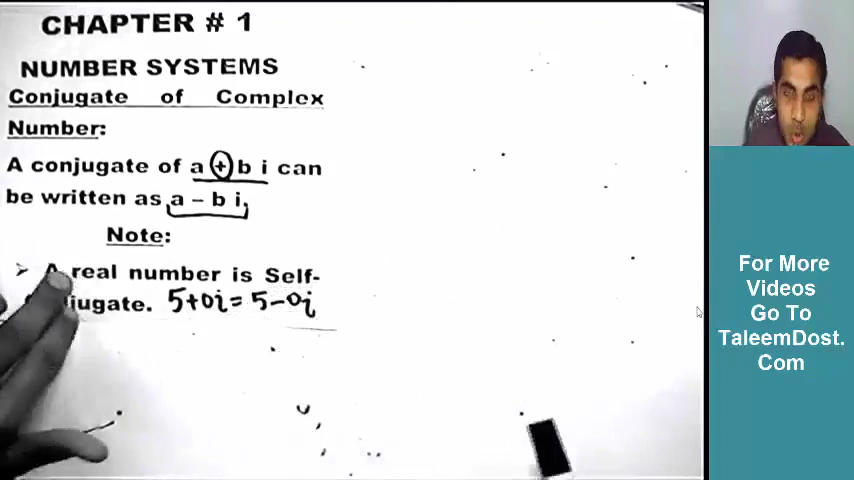 CHAPTER # 1
NUMBER SYSTEMS
Conjugate of Complex
Number:
A conjugate of a + b i can
be written as a – b i.
Note:
➢ A real number is Self-
jugate. 5+0i = 5-0i
For More
Videos
Go To
TaleemDost.
Com